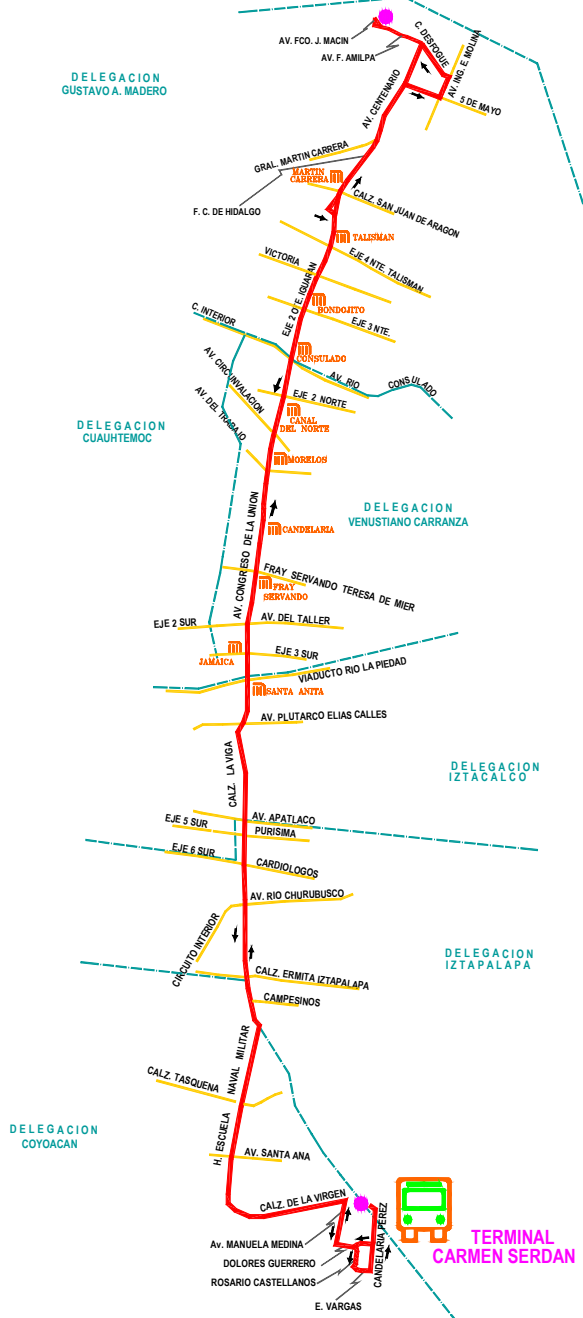 AV. FCO. J. MACIN
AV. F. AMILPA
C. DESFOGUE
AV. ING. E. MOLINA
DELEGACION
GUSTAVO A. MADERO
AV. CENTENARIO
5 DE MAYO
GRAL. MARTIN CARRERA
MARTIN
CARRERA
F. C. DE HIDALGO
CALZ. SAN JUAN DE ARAGON
TALISMAN
VICTORIA
EJE 4 NTE. TALISMAN
EJE 2 OTE. IGUARAN
BONDOJITO
C. INTERIOR
EJE 3 NTE.
CONSULADO
AV. CIRCUNVALACION
AV. RIO CONSULADO
AV. DEL TRABAJO
EJE 2 NORTE
CANAL
DEL NORTE
DELEGACION
CUAUHTEMOC
MORELOS
DELEGACION
VENUSTIANO CARRANZA
AV. CONGRESO DE LA UNION
CANDELARIA
FRAY SERVANDO TERESA DE MIER
FRAY
SERVANDO
EJE 2 SUR
AV. DEL TALLER
JAMAICA
EJE 3 SUR
VIADUCTO RIO LA PIEDAD
SANTA ANITA
AV. PLUTARCO ELIAS CALLES
CALZ. LA VIGA
DELEGACION
IZTACALCO
EJE 5 SUR
AV. APATLACO
PURISIMA
EJE 6 SUR
CARDIOLOGOS
AV. RIO CHURUBUSCO
CIRCUITO INTERIOR
DELEGACION
IZTAPALAPA
CALZ. ERMITA IZTAPALAPA
CAMPESINOS
H. ESCUELA NAVAL MILITAR
CALZ. TASQUENA
DELEGACION
COYOACAN
AV. SANTA ANA
CALZ. DE LA VIRGEN
CANDELARIA PEREZ
Av. MANUELA MEDINA
DOLORES GUERRERO
ROSARIO CASTELLANOS
E. VARGAS
TERMINAL
CARMEN SERDAN